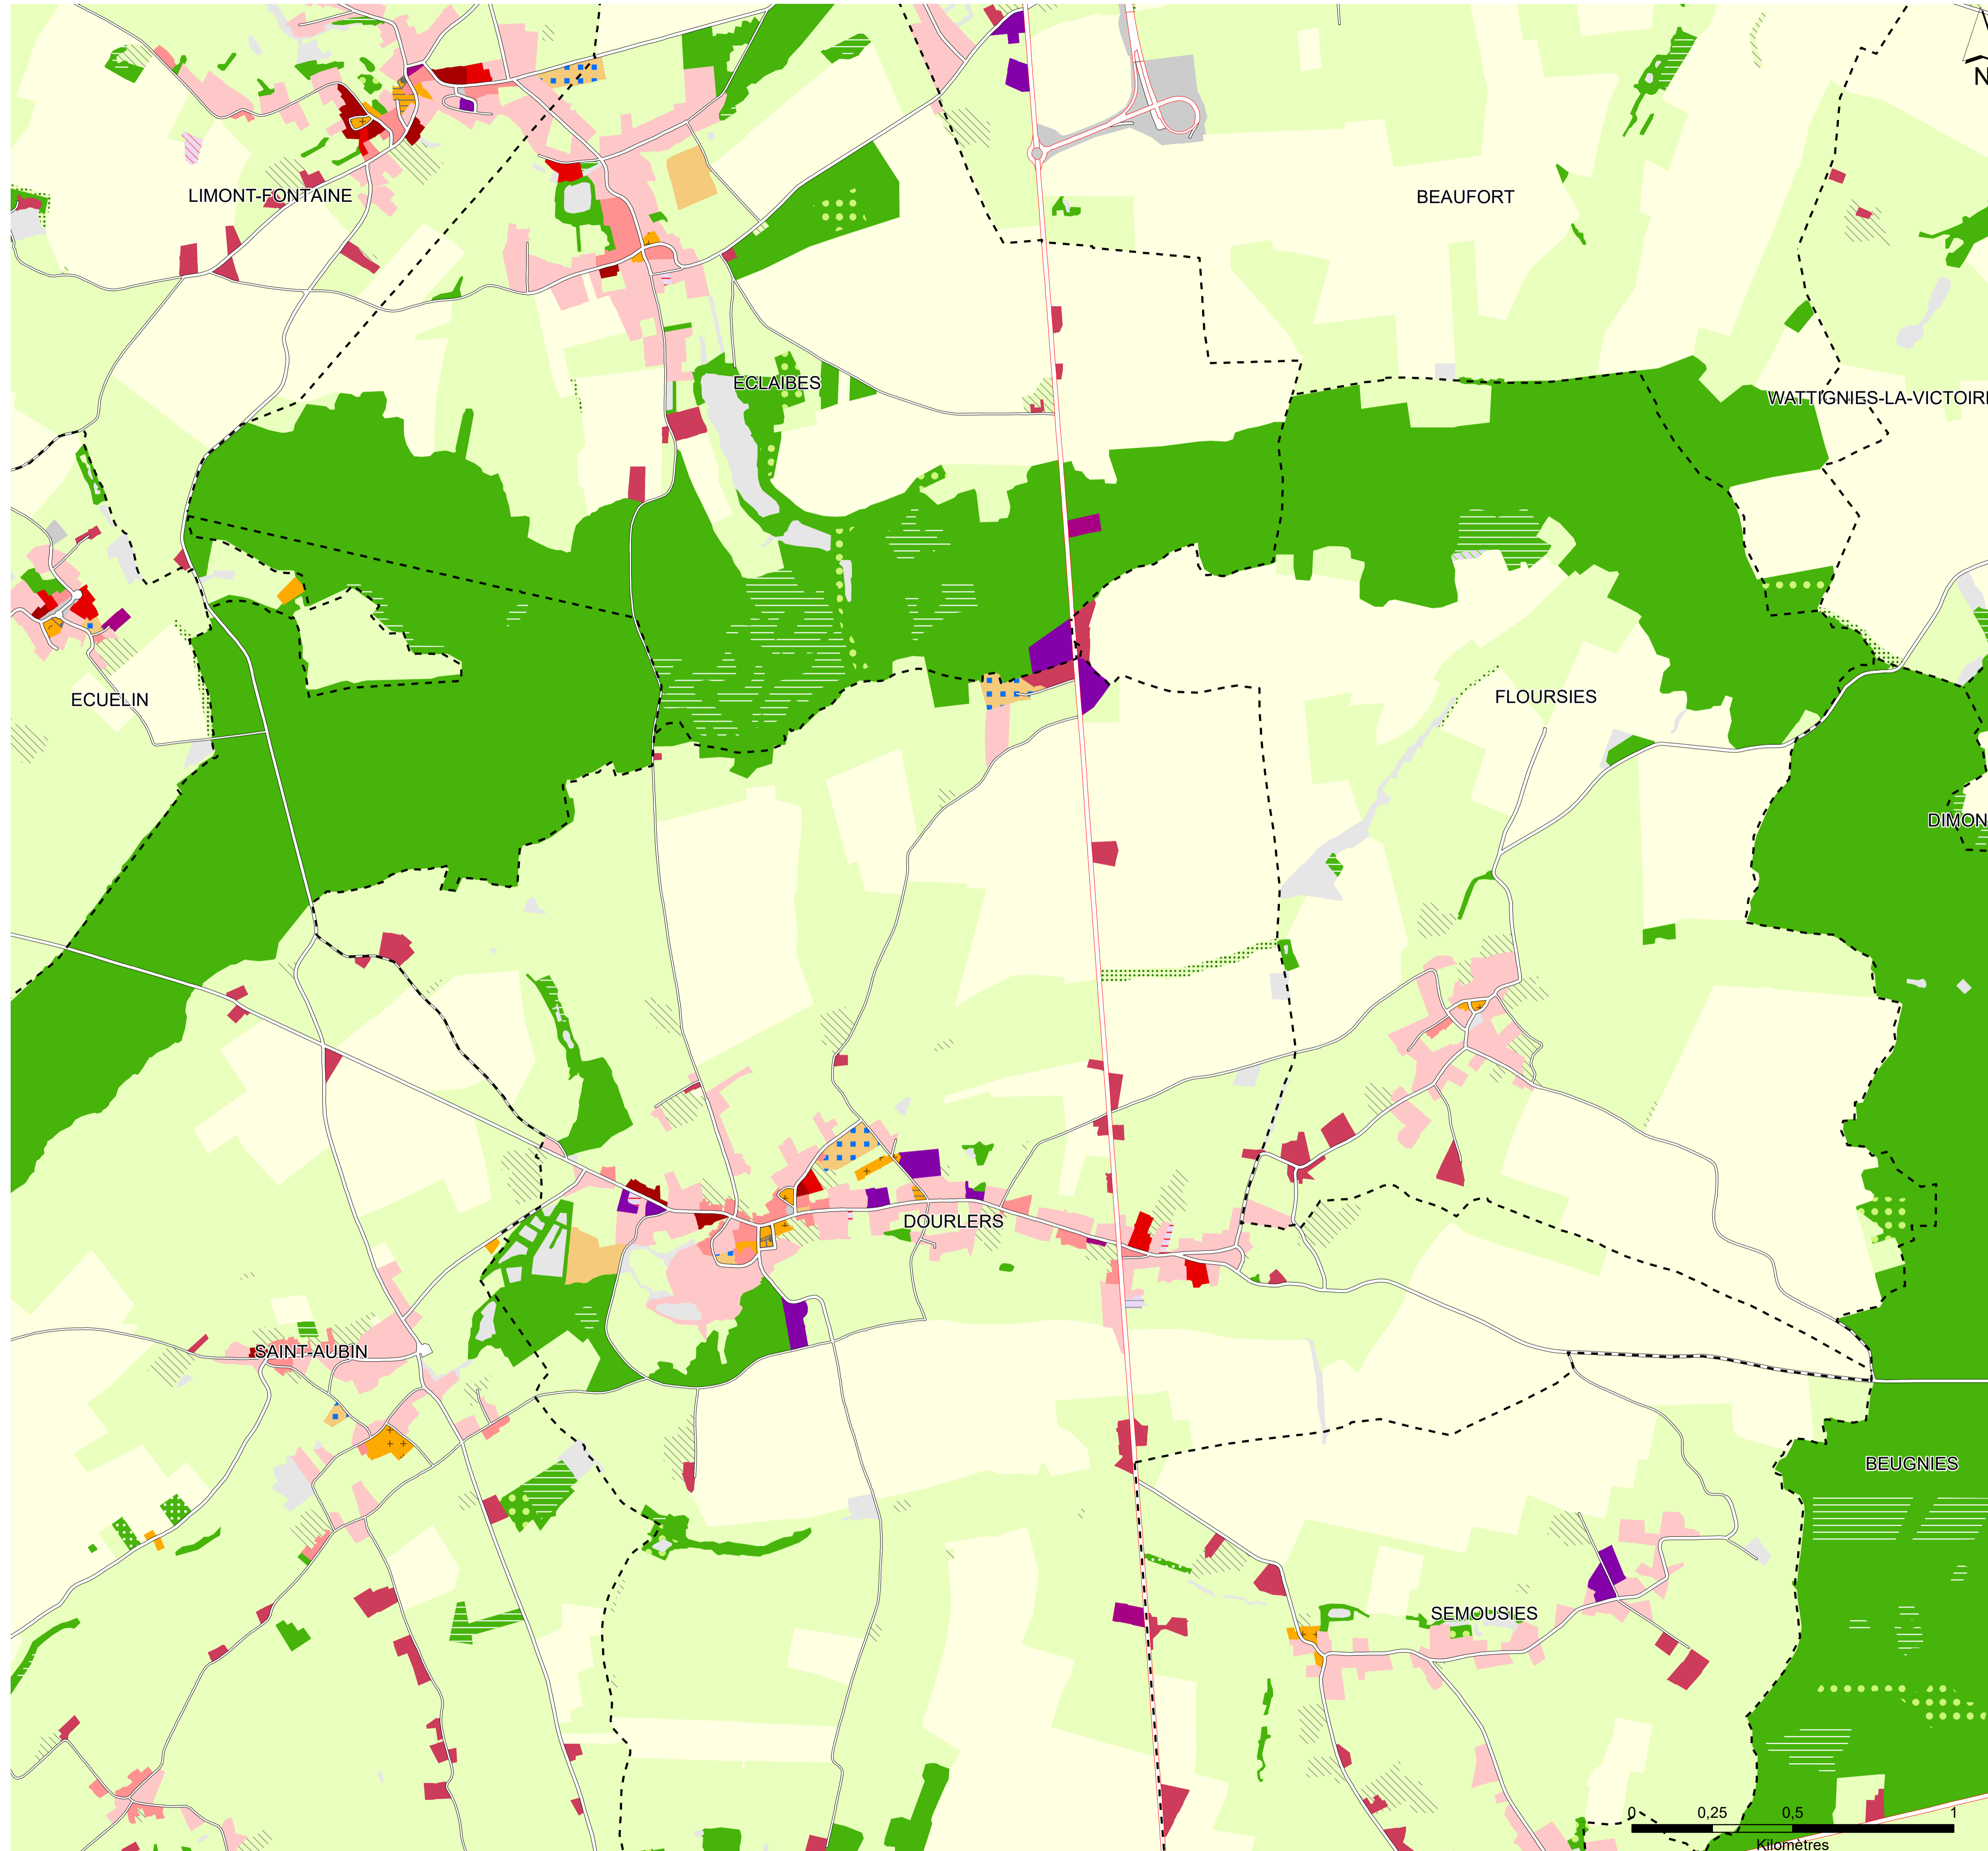 N
LIMONT-FONTAINE
BEAUFORT
ECLAIBES
WATTIGNIES-LA-VICTOIR
ECUELIN
FLOURSIES
DIMON
DOURLERS
SAINT-AUBIN
BEUGNIES
SEMOUSIES
0 0,25 0,5 1
Kilomètres